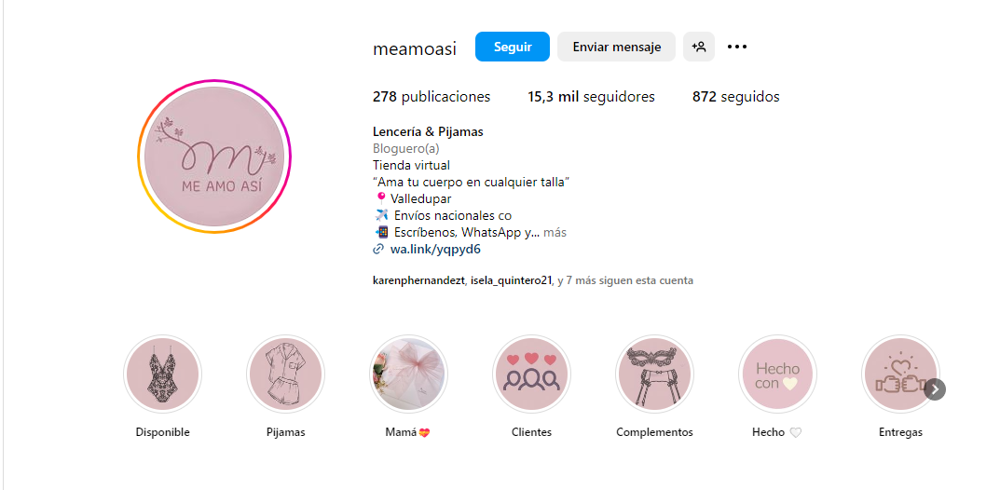 meamoasi Seguir Enviar mensaje
278 publicaciones 15,3 mil seguidores 872 seguidos
Lencería & Pijamas
Bloguero(a)
Tienda virtual
“Ama tu cuerpo en cualquier talla”
📍Valledupar
✈️ Envíos nacionales co
📲 Escríbenos, WhatsApp y... más
wa.link/yqpyd6
karenphernandezt, isela_quintero21, y 7 más siguen esta cuenta
m
ME AMO ASÍ
Hecho
con
Disponible Pijamas Mamá💝 Clientes Complementos Hecho 🤍 Entregas